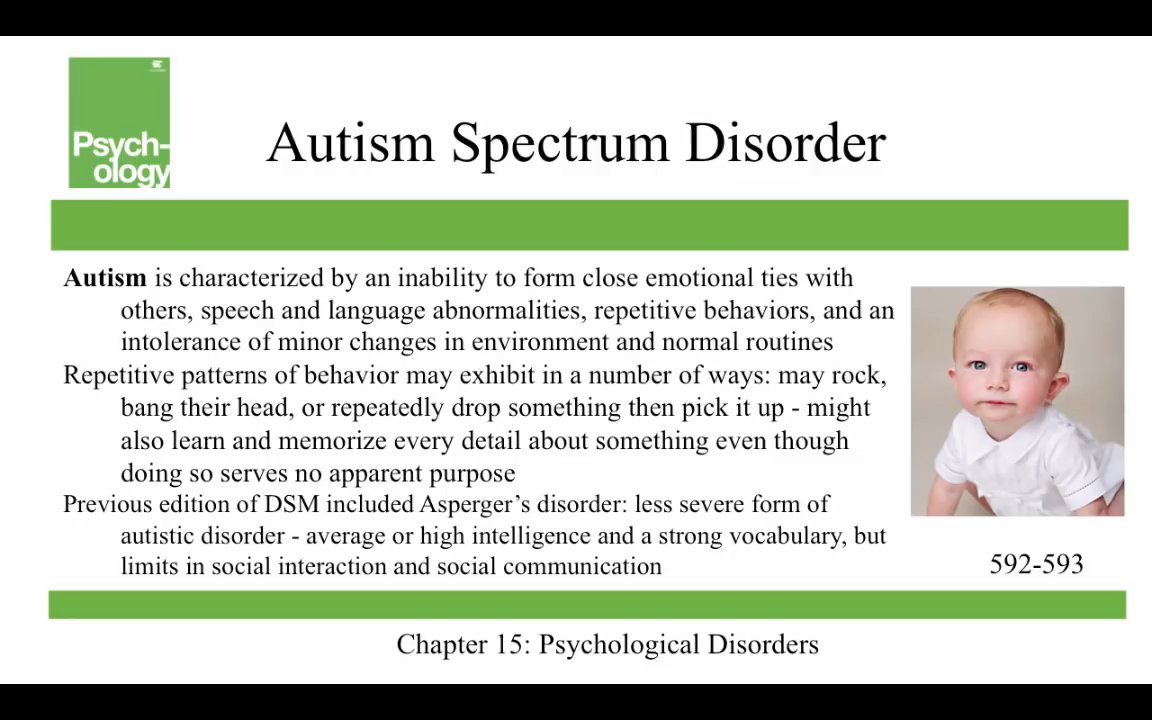 Psych-
ology
Autism Spectrum Disorder
Autism is characterized by an inability to form close emotional ties with
others, speech and language abnormalities, repetitive behaviors, and an
intolerance of minor changes in environment and normal routines
Repetitive patterns of behavior may exhibit in a number of ways: may rock,
bang their head, or repeatedly drop something then pick it up - might
also learn and memorize every detail about something even though
doing so serves no apparent purpose
Previous edition of DSM included Asperger’s disorder: less severe form of
autistic disorder - average or high intelligence and a strong vocabulary, but
limits in social interaction and social communication
592-593
Chapter 15: Psychological Disorders